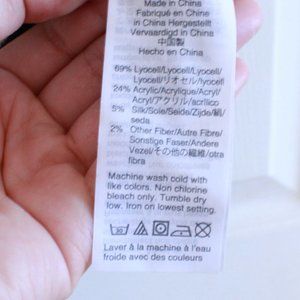 Made in China
Fabriqué en Chine
in China Hergestellt
Vervaardigd in China
中国製
Hecho en China
69% Lyocell/Lyocell/Lyocell/
Lyocell/リオセル/lyocell
24% Acrylic/Acrylique/Acryl/
Acryl/アクリル/acrílico
5% Silk/Soie/Seide/Zijde/絹/
seda
2% Other Fiber/Autre Fibre/
Sonstige Faser/Andere
Vezel/その他の繊維/otra
fibra
Machine wash cold with
like colors. Non chlorine
bleach only. Tumble dry
low. Iron on lowest setting.
30
Laver à la machine à l'eau
froide avec des couleurs